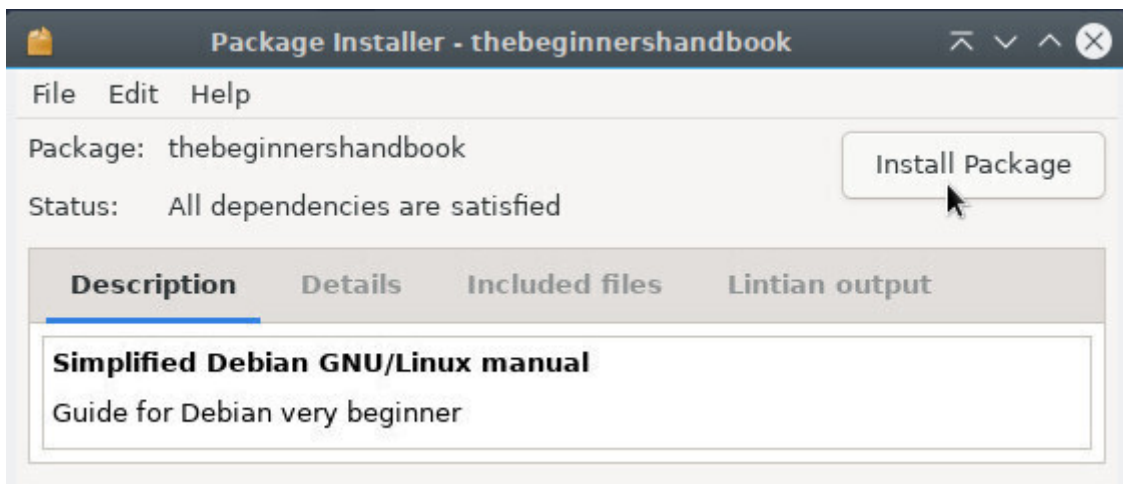 Package Installer - thebeginnershandbook
File Edit Help
Package: thebeginnershandbook
Install Package
Status: All dependencies are satisfied
Description Details Included files Lintian output
Simplified Debian GNU/Linux manual
Guide for Debian very beginner